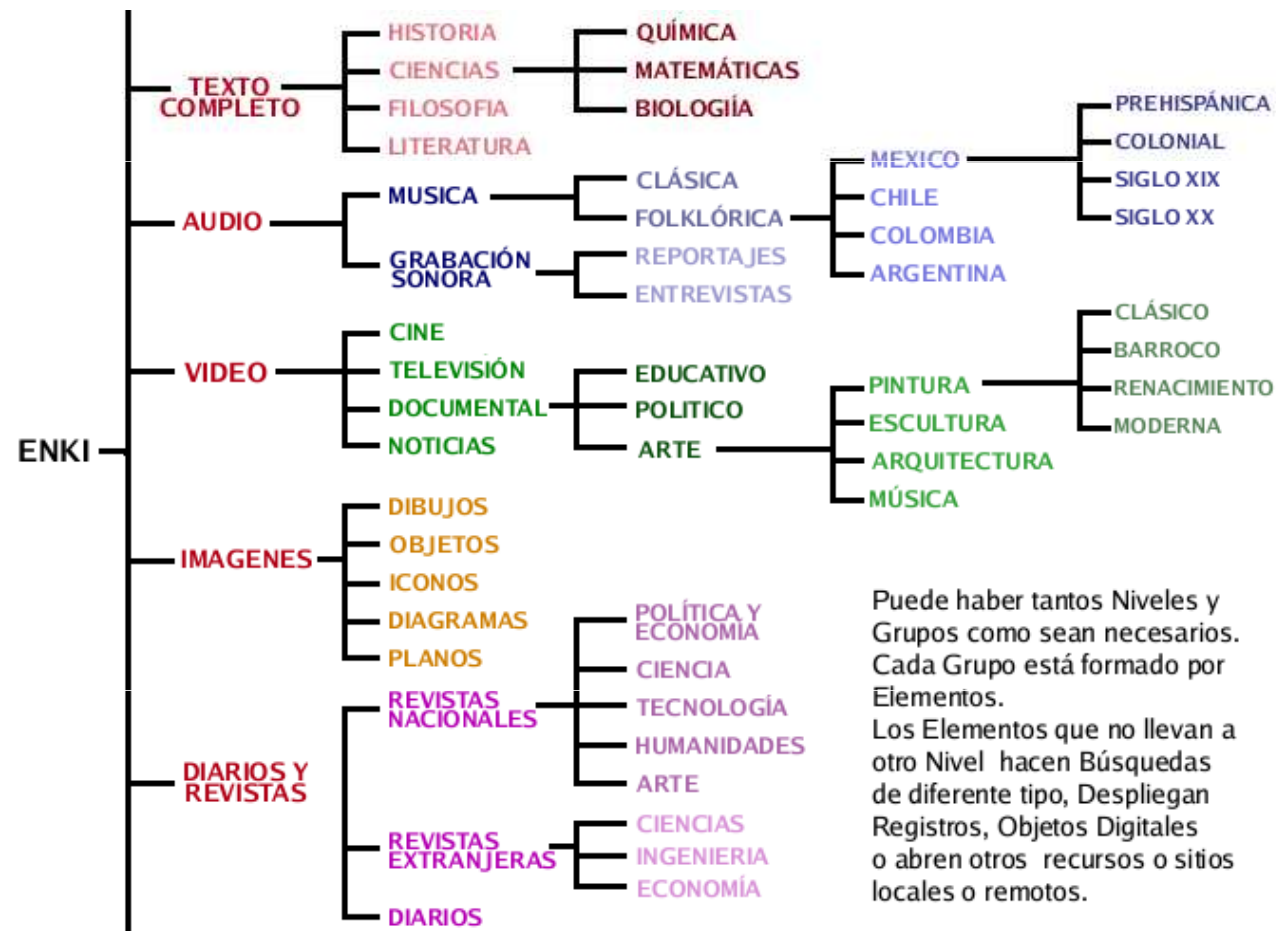 ENKI
TEXTO
COMPLETO
HISTORIA
CIENCIAS
QUÍMICA
MATEMÁTICAS
BIOLOGIÍA
FILOSOFIA
LITERATURA
AUDIO
MUSICA
CLÁSICA
FOLKLÓRICA
MEXICO
PREHISPÁNICA
COLONIAL
SIGLO XIX
SIGLO XX
CHILE
COLOMBIA
ARGENTINA
GRABACIÓN
SONORA
REPORTAJES
ENTREVISTAS
VIDEO
CINE
TELEVISIÓN
DOCUMENTAL
EDUCATIVO
POLITICO
ARTE
PINTURA
CLÁSICO
BARROCO
RENACIMIENTO
MODERNA
ESCULTURA
ARQUITECTURA
MÚSICA
NOTICIAS
IMAGENES
DIBUJOS
OBJETOS
ICONOS
DIAGRAMAS
PLANOS
DIARIOS Y
REVISTAS
REVISTAS
NACIONALES
POLÍTICA Y
ECONOMÍA
CIENCIA
TECNOLOGÍA
HUMANIDADES
ARTE
REVISTAS
EXTRANJERAS
CIENCIAS
INGENIERIA
ECONOMÍA
DIARIOS
Puede haber tantos Niveles y
Grupos como sean necesarios.
Cada Grupo está formado por
Elementos.
Los Elementos que no llevan a
otro Nivel hacen Búsquedas
de diferente tipo, Despliegan
Registros, Objetos Digitales
o abren otros recursos o sitios
locales o remotos.